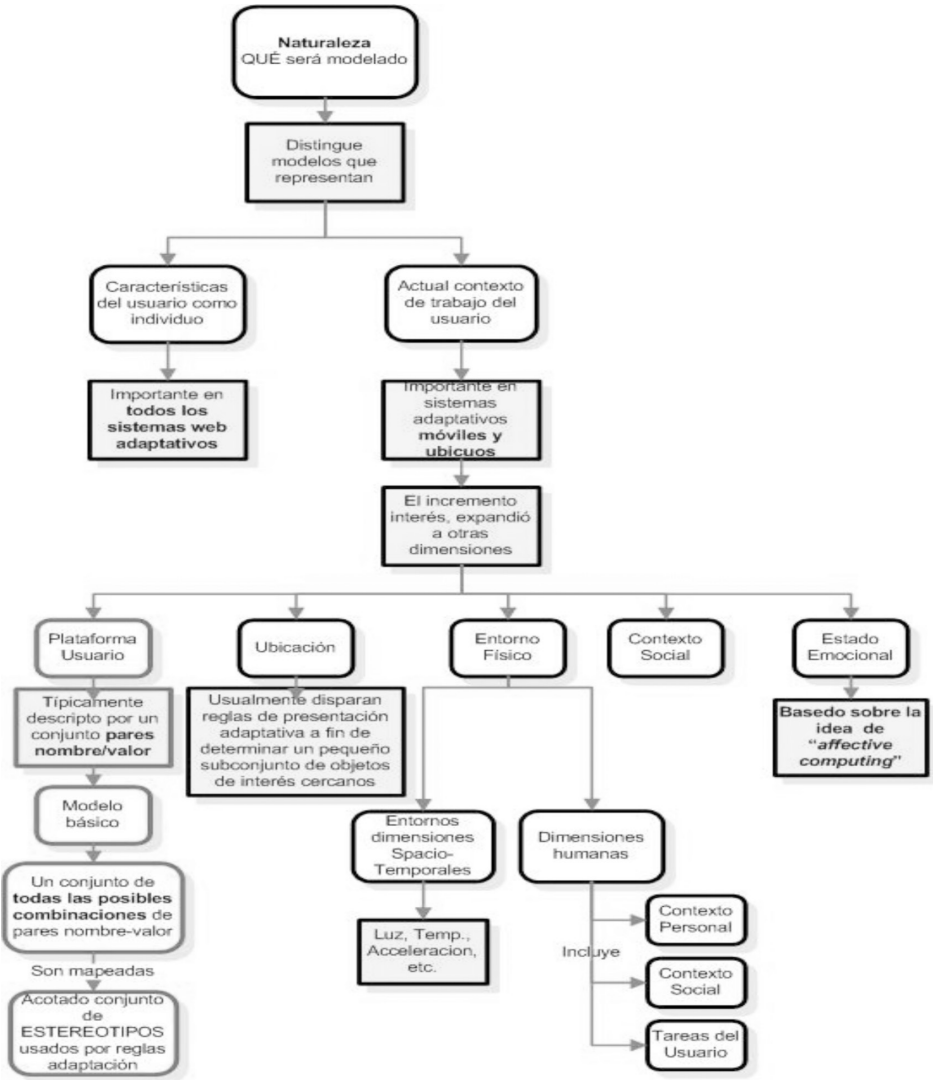 Naturaleza
QUÉ será modelado
Distingue
modelos que
representan
Características
del usuario como
individuo
Actual contexto
de trabajo del
usuario
Importante en
todos los
sistemas web
adaptativos
Importante en
sistemas
adaptativos
móviles y
ubicuos
El incremento
interés, expandió
a otras
dimensiones
Plataforma
Usuario
Ubicación
Entorno
Físico
Contexto
Social
Estado
Emocional
Típicamente
descripto por un
conjunto pares
nombre/valor
Usualmente disparan
reglas de presentación
adaptativa a fin de
determinar un pequeño
subconjunto de objetos
de interés cercanos
Basedo sobre la
idea de
“affective
computing”
Modelo
básico
Entornos
dimensiones
Spacio-
Temporales
Dimensiones
humanas
Un conjunto de
todas las posibles
combinaciones de
pares nombre-valor
Luz, Temp.,
Acceleracion,
etc.
Incluye
Contexto
Personal
Contexto
Social
Tareas del
Usuario
Son mapeadas
Acotado conjunto
de
ESTEREOTIPOS
usados por reglas
adaptación